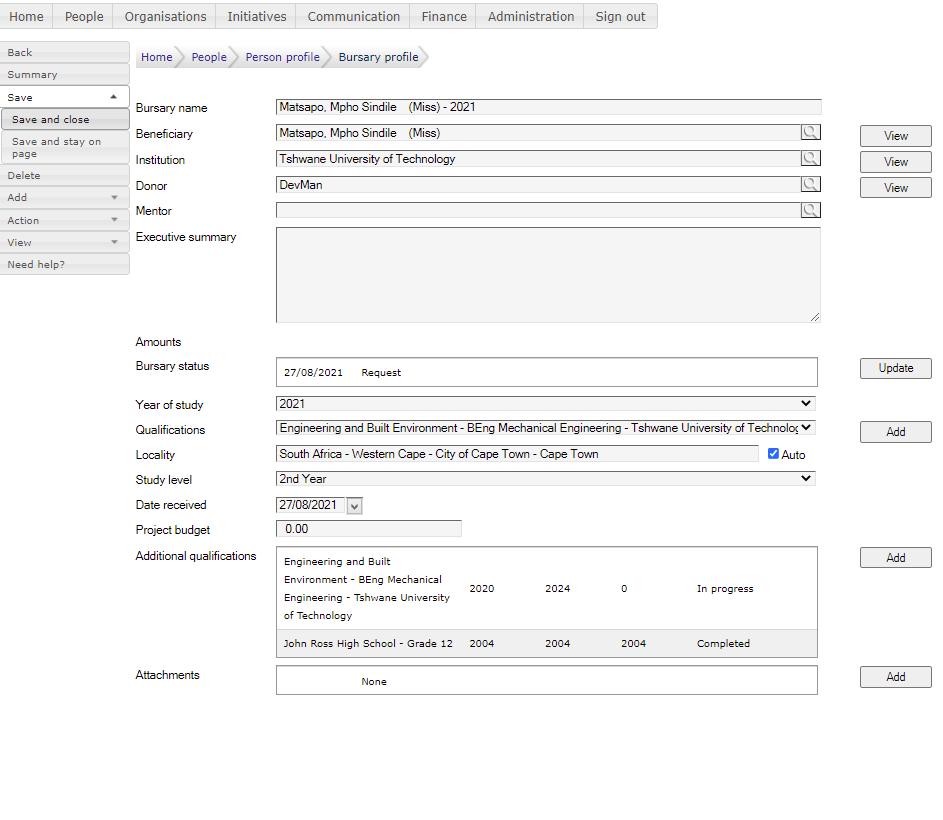 Home People Organisations Initiatives Communication Finance Administration Sign out
Back
Summary
Save
Save and close
Save and stay on
page
Delete
Add
Action
View
Need help?
Home People Person profile Bursary profile
Bursary name Matsapo, Mpho Sindile (Miss) - 2021
Beneficiary Matsapo, Mpho Sindile (Miss) View
Institution Tshwane University of Technology View
Donor DevMan View
Mentor
Executive summary
Amounts
Bursary status 27/08/2021 Request Update
Year of study 2021
Qualifications Engineering and Built Environment - BEng Mechanical Engineering - Tshwane University of Technolog Add
Locality South Africa - Western Cape - City of Cape Town - Cape Town Auto
Study level 2nd Year
Date received 27/08/2021
Project budget 0.00
Additional qualifications Add
Engineering and Built
Environment - BEng Mechanical
Engineering - Tshwane University
of Technology
2020 2024 0 In progress
John Ross High School - Grade 12 2004 2004 2004 Completed
Attachments None Add